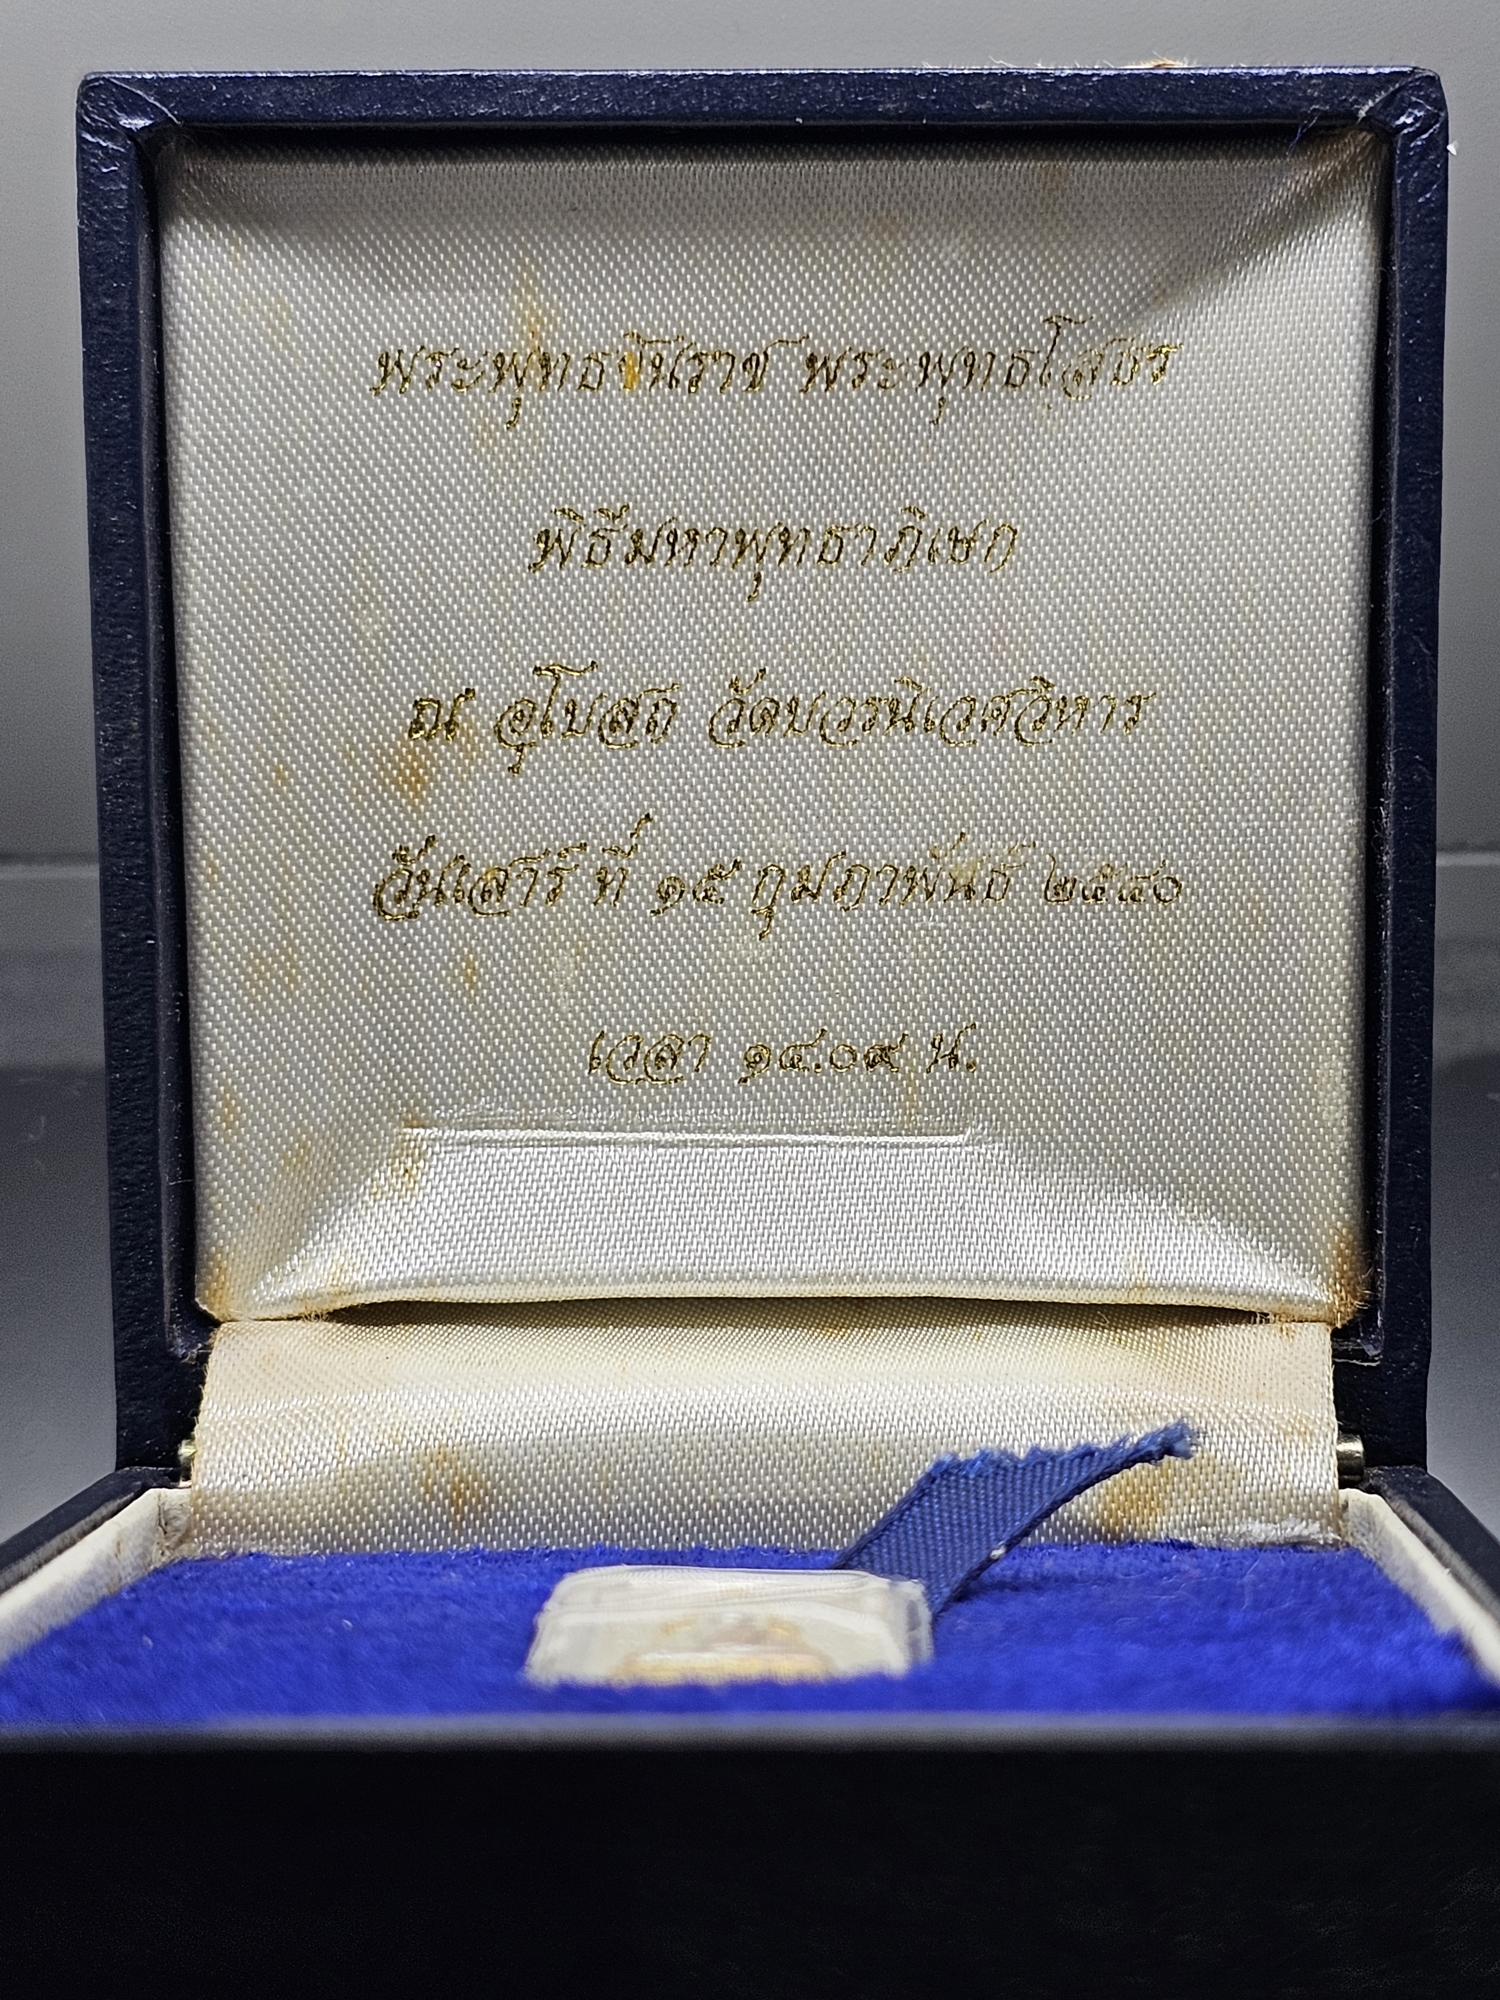 พระพุทธชินราช พระพุทธโสธร
พิธีมหาพุทธาภิเษก
ณ อุโบสถ วัดบวรนิเวศวิหาร
วันเสาร์ ที่ ๑๕ กุมภาพันธ์ ๒๕๔๐
เวลา ๑๔.๐๙ น.